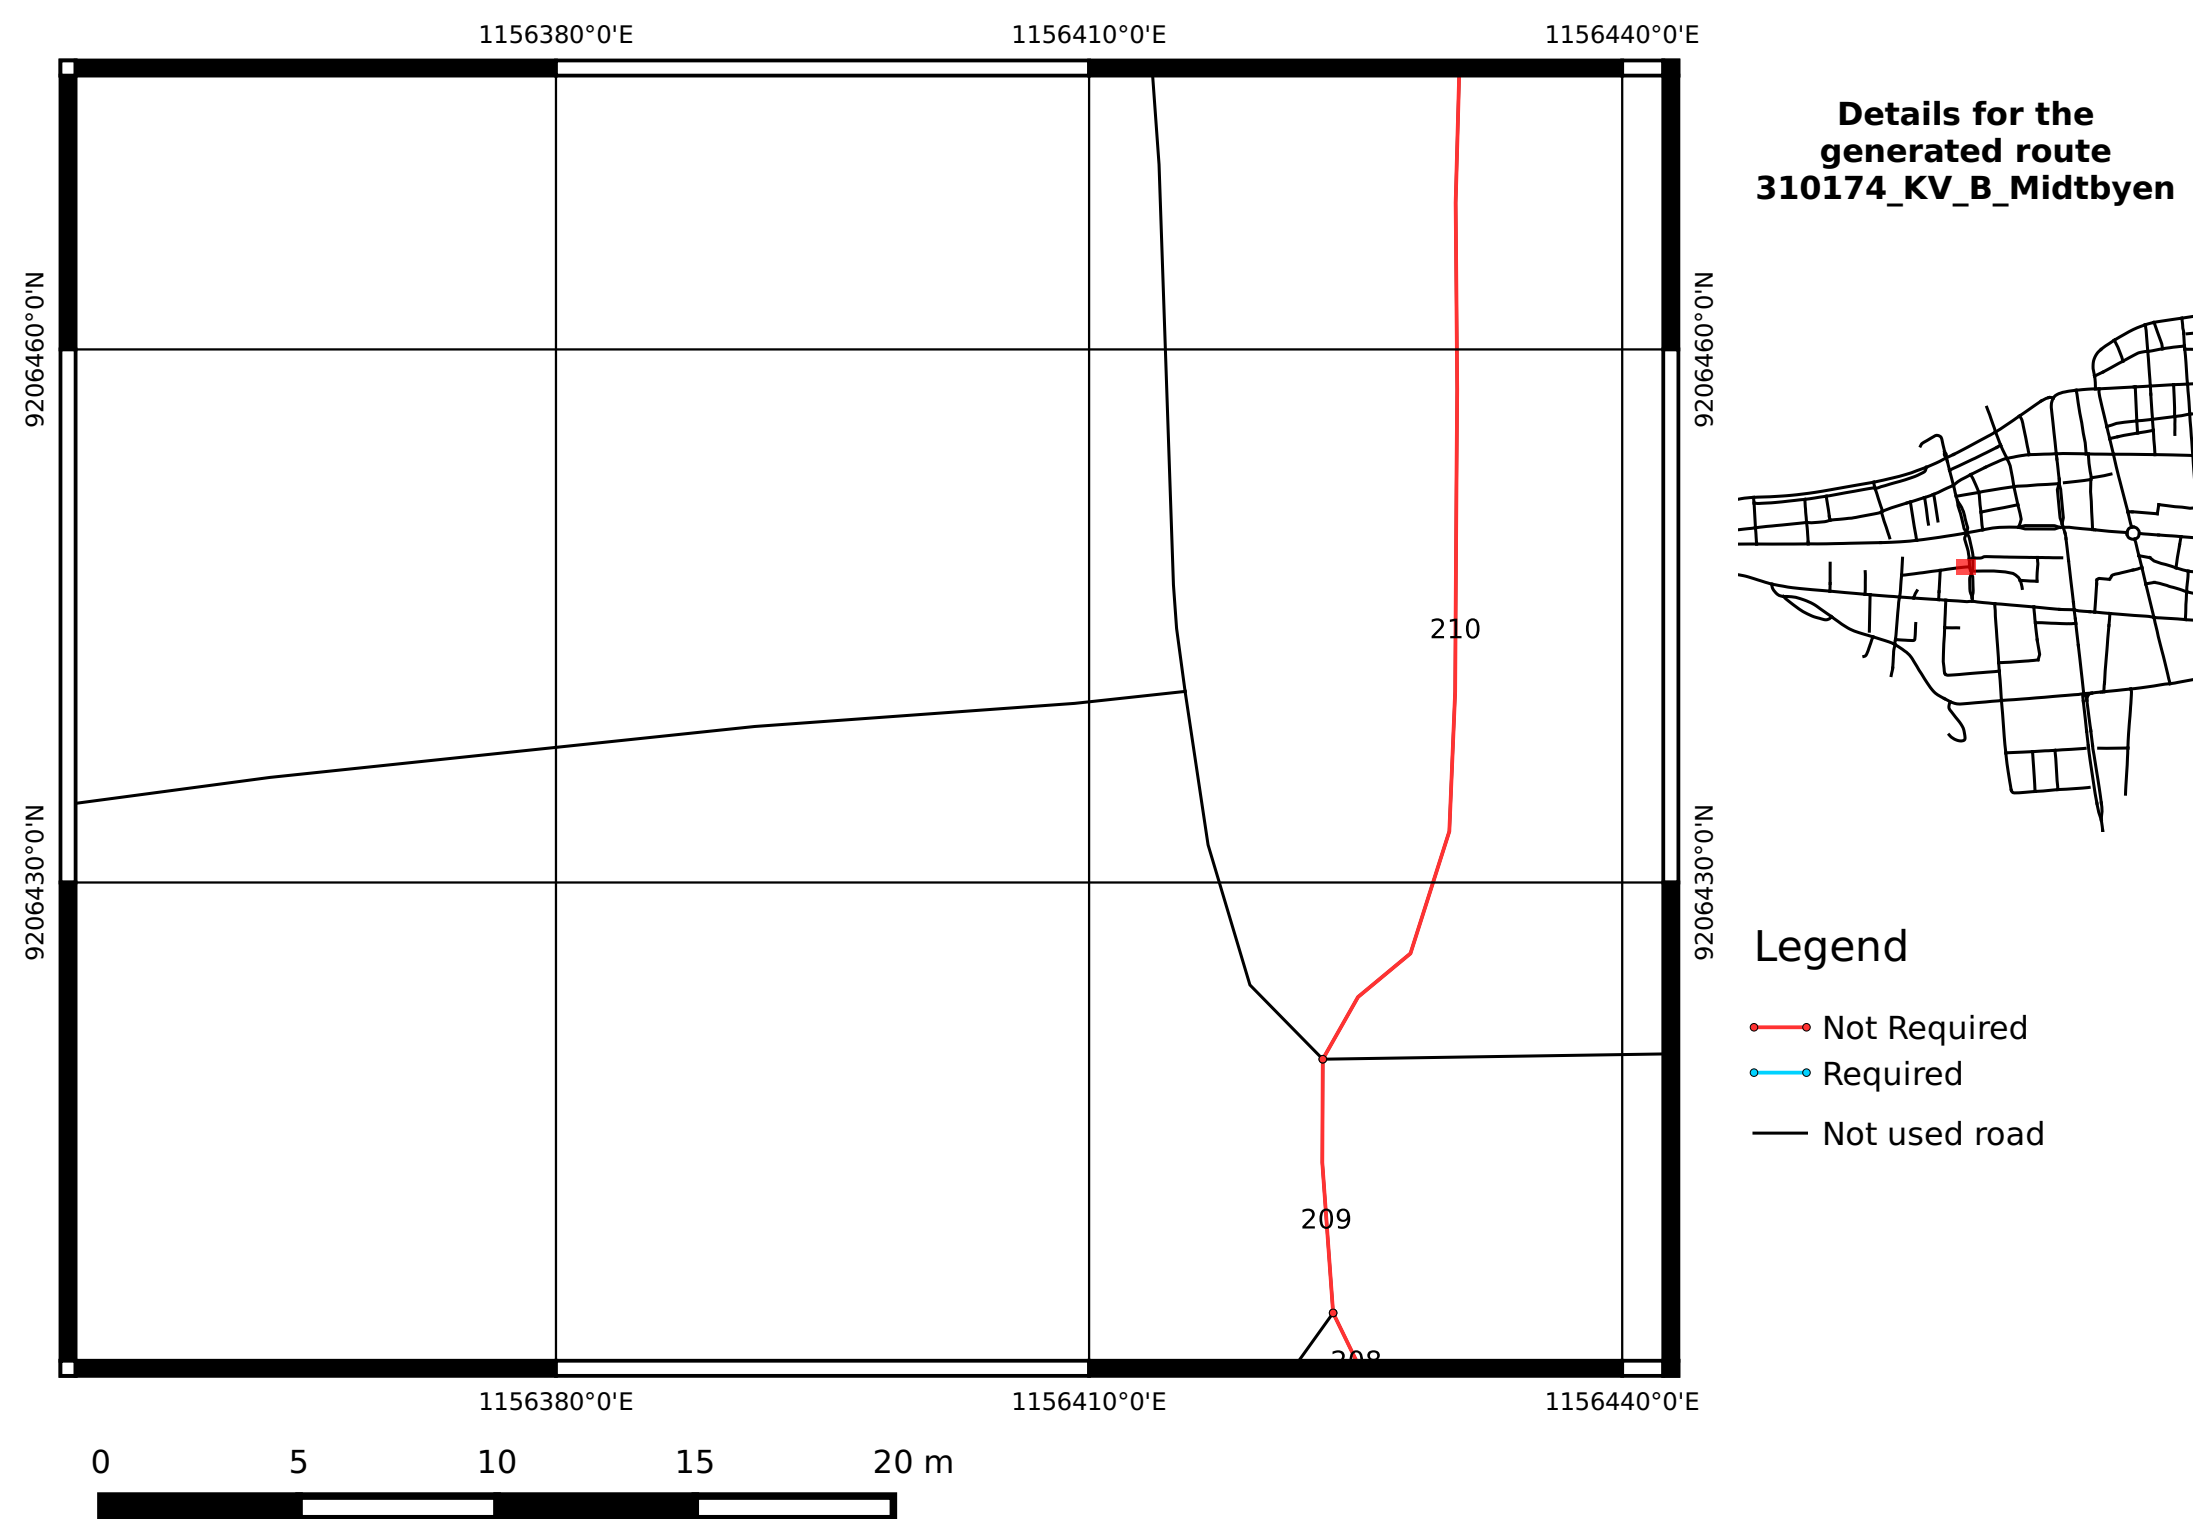 1156380°0'E 1156410°0'E 1156440°0'E
Details for the
generated route
310174_KV_B_Midtbyen
9206460°0'N
9206460°0'N
210
9206430°0'N
9206430°0'N
Legend
Not Required
Required
Not used road
209
208
1156380°0'E 1156410°0'E 1156440°0'E
0 5 10 15 20 m